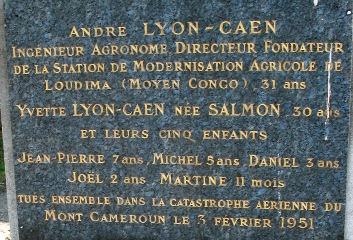 ANDRE LYON-CAEN
INGÉNIEUR AGRONOME DIRECTEUR FONDATEUR
DE LA STATION DE MODERNISATION AGRICOLE DE
LOUDIMA (MOYEN CONGO), 31 ANS
YVETTE LYON-CAEN NÉE SALMON 30 ANS
ET LEURS CINQ ENFANTS
JEAN-PIERRE 7 ANS, MICHEL 5 ANS, DANIEL 3 ANS
JOËL 2 ANS, MARTINE 11 MOIS
TUÉS ENSEMBLE DANS LA CATASTROPHE AÉRIENNE DU
MONT CAMEROUN LE 3 FÉVRIER 1951